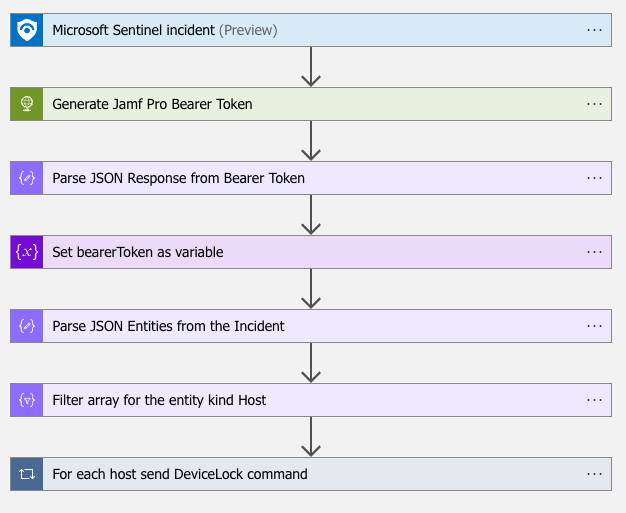 Microsoft Sentinel incident (Preview)
Generate Jamf Pro Bearer Token
Parse JSON Response from Bearer Token
{x} Set bearerToken as variable
Parse JSON Entities from the Incident
Filter array for the entity kind Host
For each host send DeviceLock command